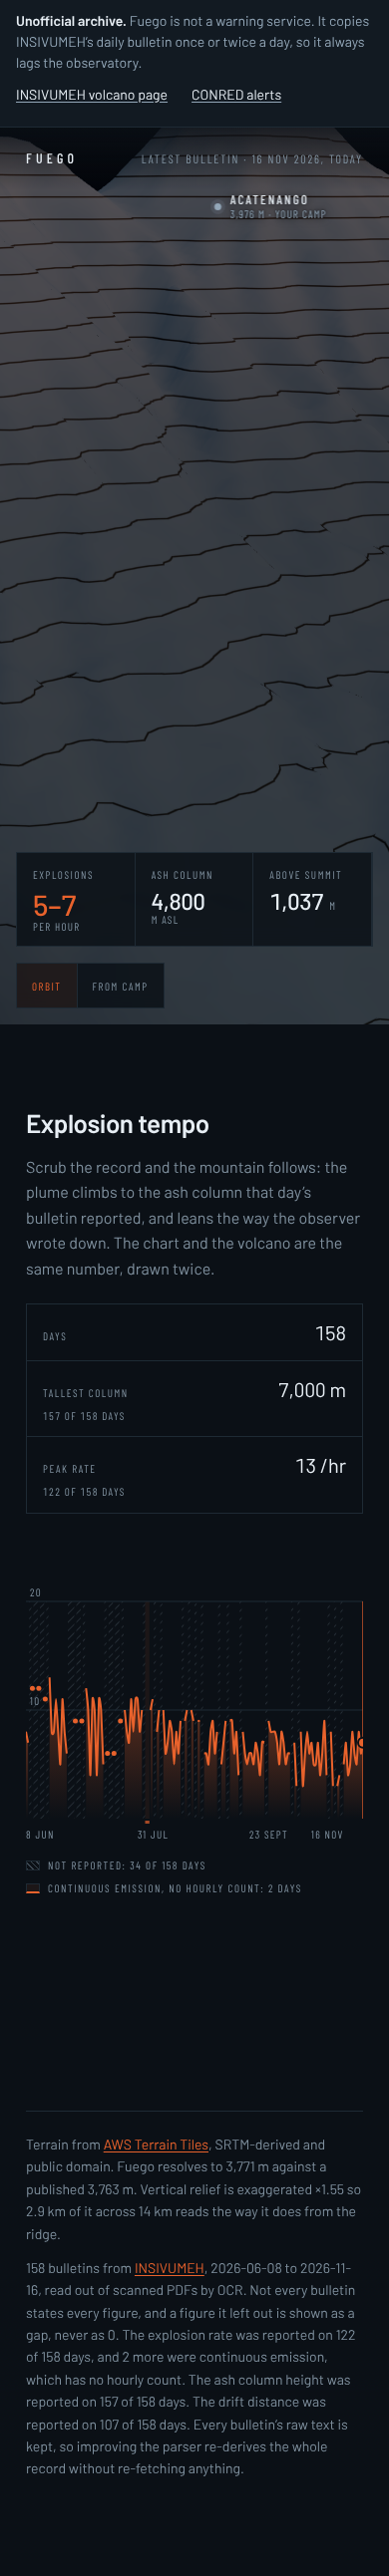 Unofficial archive. Fuego is not a warning service. It copies
INSIVUMEH's daily bulletin once or twice a day, so it always
lags the observatory.
INSIVUMEH volcano page CONRED alerts
FUEGO LATEST BULLETIN · 16 NOV 2026, TODAY
ACATENANGO
3,976 M · YOUR CAMP
EXPLOSIONS ASH COLUMN ABOVE SUMMIT
5–7 4,800 1,037 M
PER HOUR M ASL
ORBIT FROM CAMP
Explosion tempo
Scrub the record and the mountain follows: the
plume climbs to the ash column that day's
bulletin reported, and leans the way the observer
wrote down. The chart and the volcano are the
same number, drawn twice.
DAYS 158
TALLEST COLUMN 7,000 m
157 OF 158 DAYS
PEAK RATE 13 /hr
122 OF 158 DAYS
20
10
8 JUN 31 JUL 23 SEPT 16 NOV
NOT REPORTED: 34 OF 158 DAYS
CONTINUOUS EMISSION, NO HOURLY COUNT: 2 DAYS
Terrain from AWS Terrain Tiles, SRTM-derived and
public domain. Fuego resolves to 3,771 m against a
published 3,763 m. Vertical relief is exaggerated ×1.55 so
2.9 km of it across 14 km reads the way it does from the
ridge.
158 bulletins from INSIVUMEH, 2026-06-08 to 2026-11-
16, read out of scanned PDFs by OCR. Not every bulletin
states every figure, and a figure it left out is shown as a
gap, never as 0. The explosion rate was reported on 122
of 158 days, and 2 more were continuous emission,
which has no hourly count. The ash column height was
reported on 157 of 158 days. The drift distance was
reported on 107 of 158 days. Every bulletin's raw text is
kept, so improving the parser re-derives the whole
record without re-fetching anything.